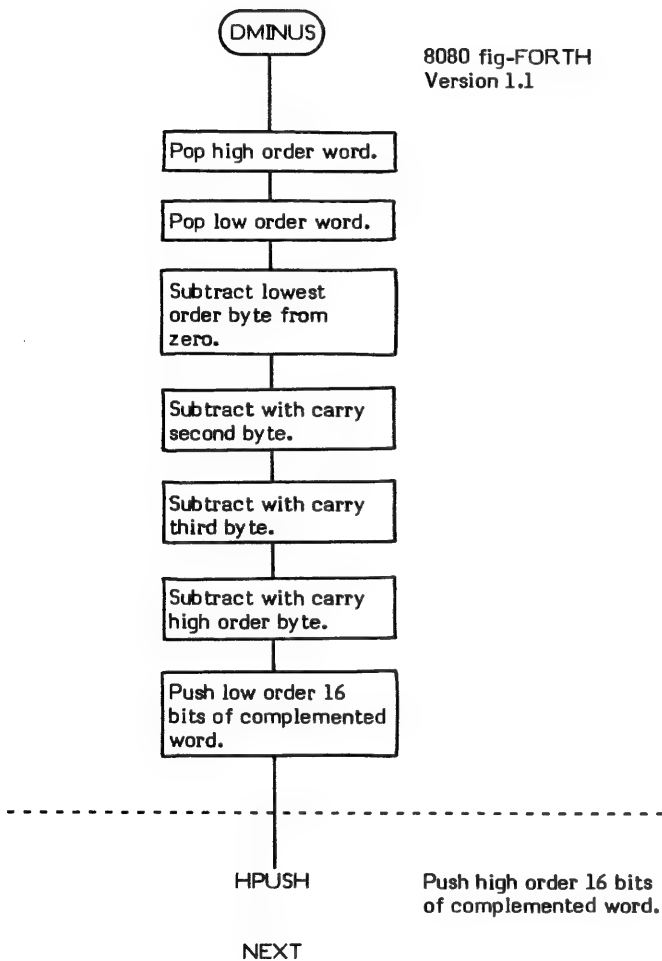 DMINUS
8080 fig-FORTH
Version 1.1
Pop high order word.
Pop low order word.
Subtract lowest
order byte from
zero.
Subtract with carry
second byte.
Subtract with carry
third byte.
Subtract with carry
high order byte.
Push low order 16
bits of complemented
word.
HPUSH
Push high order 16 bits
of complemented word.
NEXT